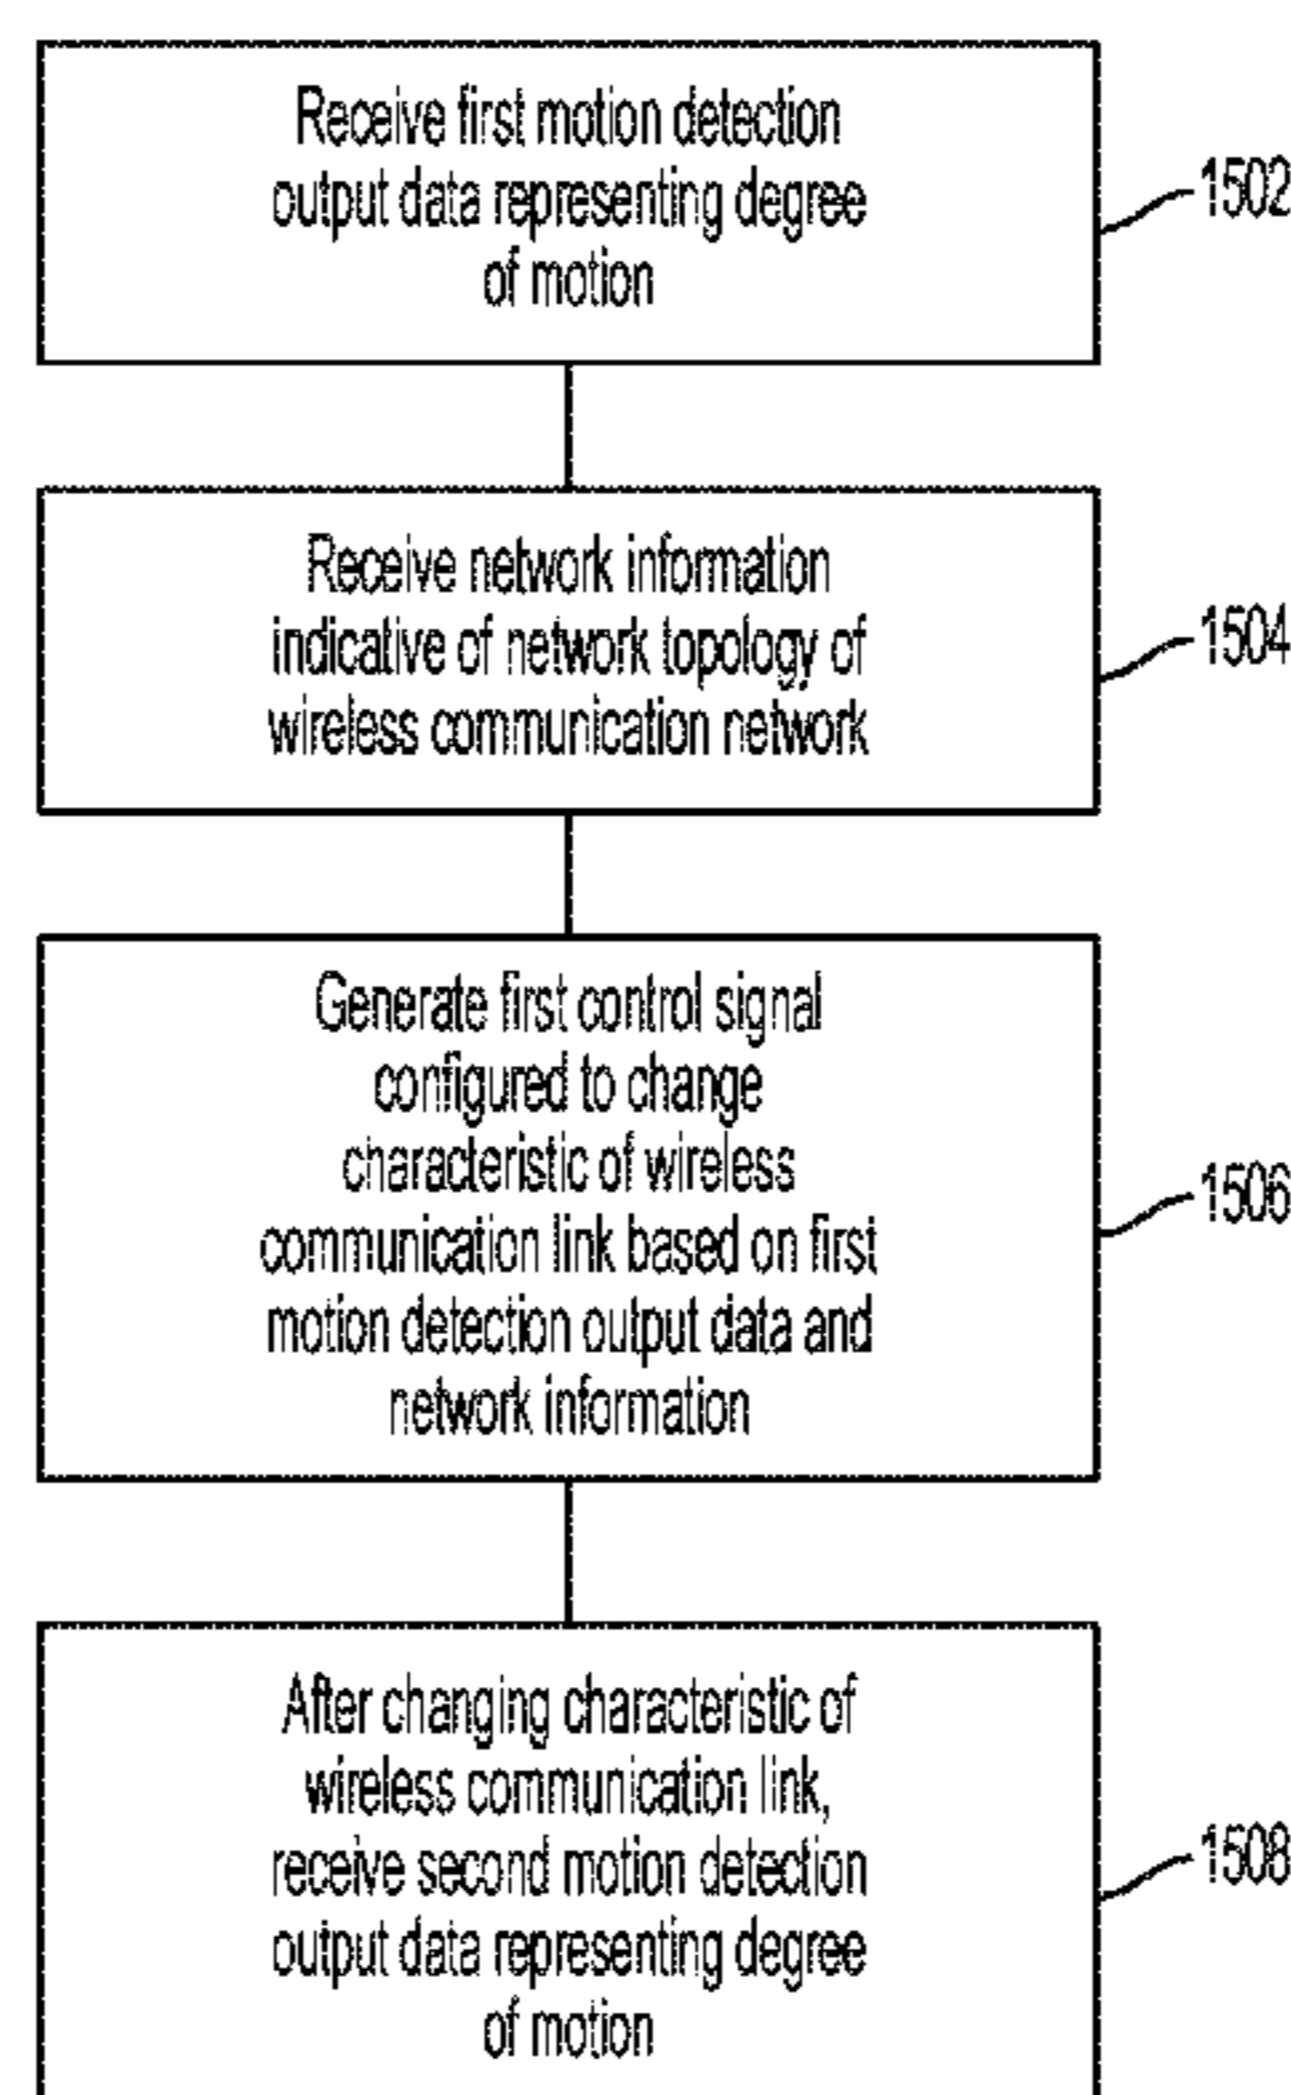 Receive first motion detection
output data representing degree
of motion
1502
Receive network information
indicative of network topology of
wireless communication network
1504
Generate first control signal
configured to change
characteristic of wireless
communication link based on first
motion detection output data and
network information
1506
After changing characteristic of
wireless communication link,
receive second motion detection
output data representing degree
of motion
1508